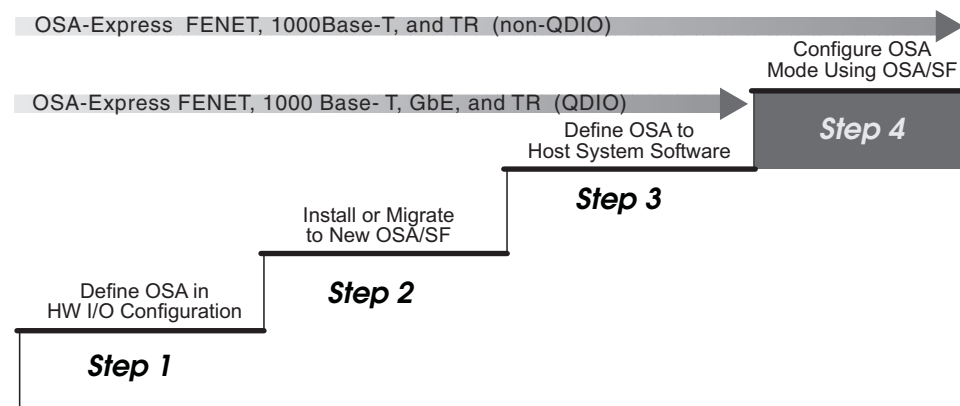 OSA-Express FENET, 1000Base-T, and TR (non-QDIO)
Configure OSA
Mode Using OSA/SF
OSA-Express FENET, 1000 Base- T, GbE, and TR (QDIO)
Step 4
Define OSA to
Host System Software
Step 3
Install or Migrate
to New OSA/SF
Step 2
Define OSA in
HW I/O Configuration
Step 1